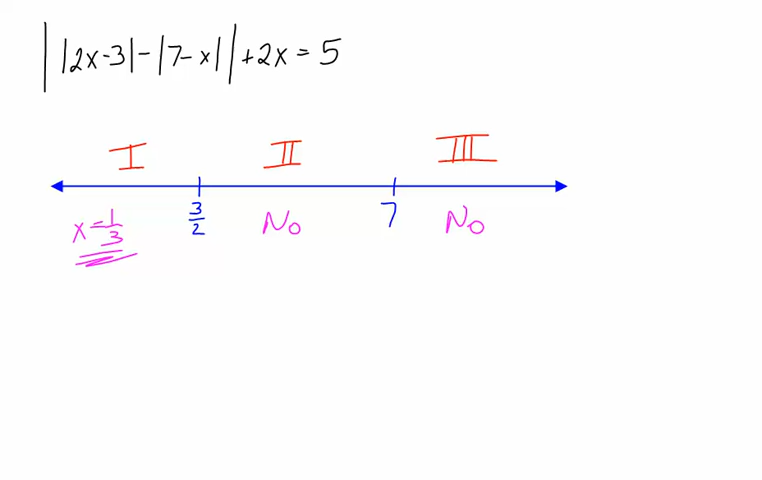 ||2x-3|-|7-x||+2x=5
I II III
3/2 7
x=1/3 No No